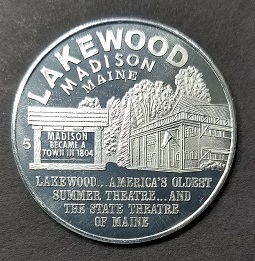 LAKEWOOD
MADISON
MAINE
MADISON
BECAME A
TOWN IN 1804
5
LAKEWOOD...AMERICA'S OLDEST
SUMMER THEATRE...AND
THE STATE THEATRE
OF MAINE